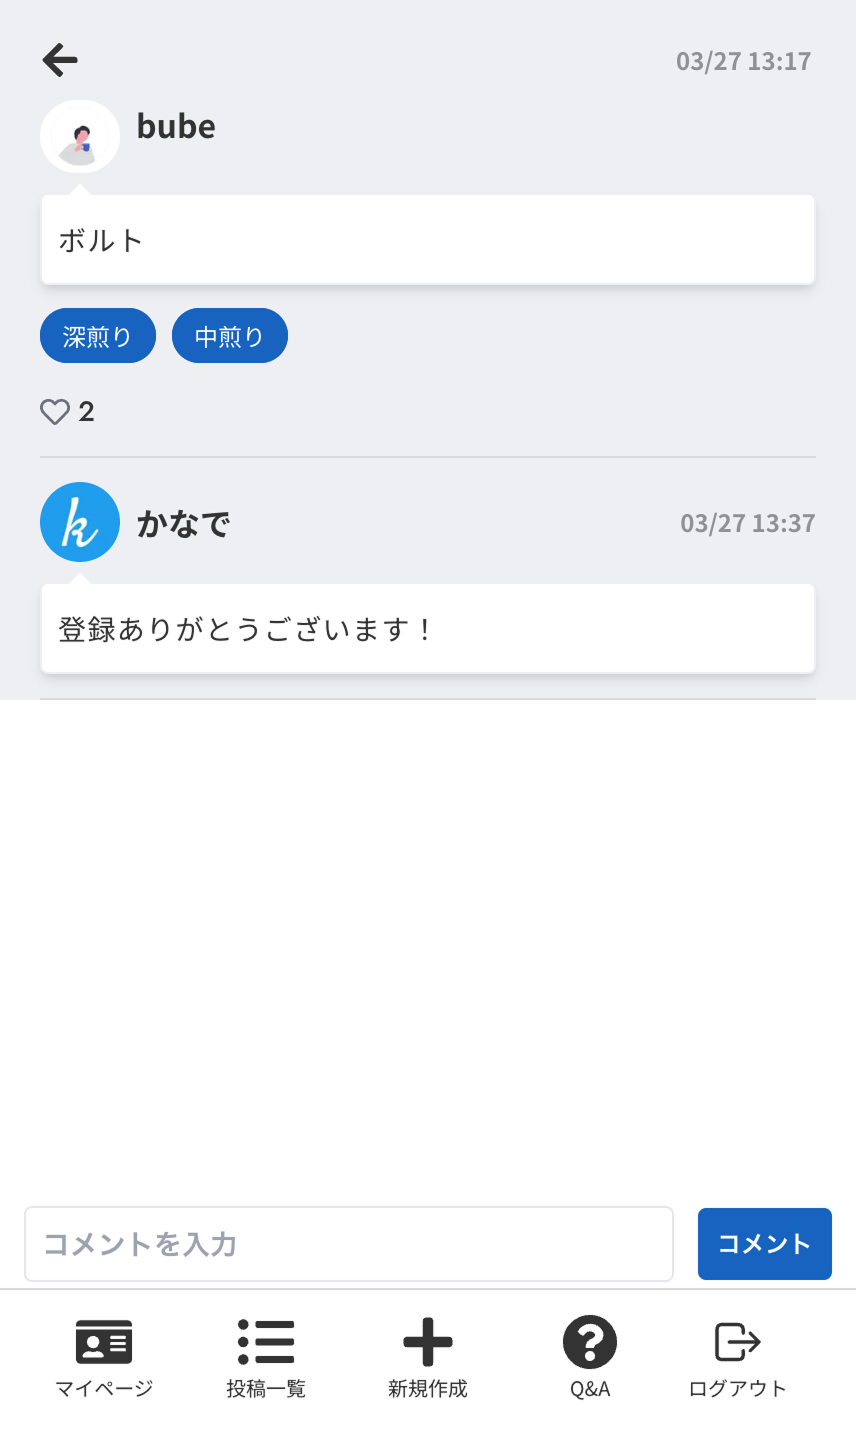 03/27 13:17
bube
ボルト
深煎り 中煎り
2
k
かなで 03/27 13:37
登録ありがとうございます！
コメントを入力
コメント
マイページ 投稿一覧 新規作成 Q&A ログアウト